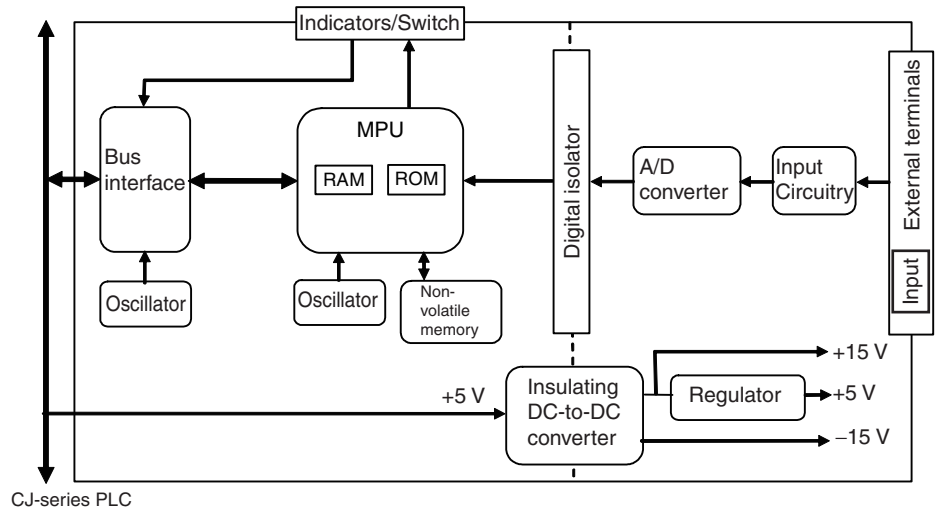 Indicators/Switch
Bus
interface
MPU
RAM
ROM
Digital isolator
A/D
converter
Input
Circuitry
External terminals
Input
Oscillator
Oscillator
Non-
volatile
memory
+5 V
Insulating
DC-to-DC
converter
Regulator
+15 V
+5 V
−15 V
CJ-series PLC